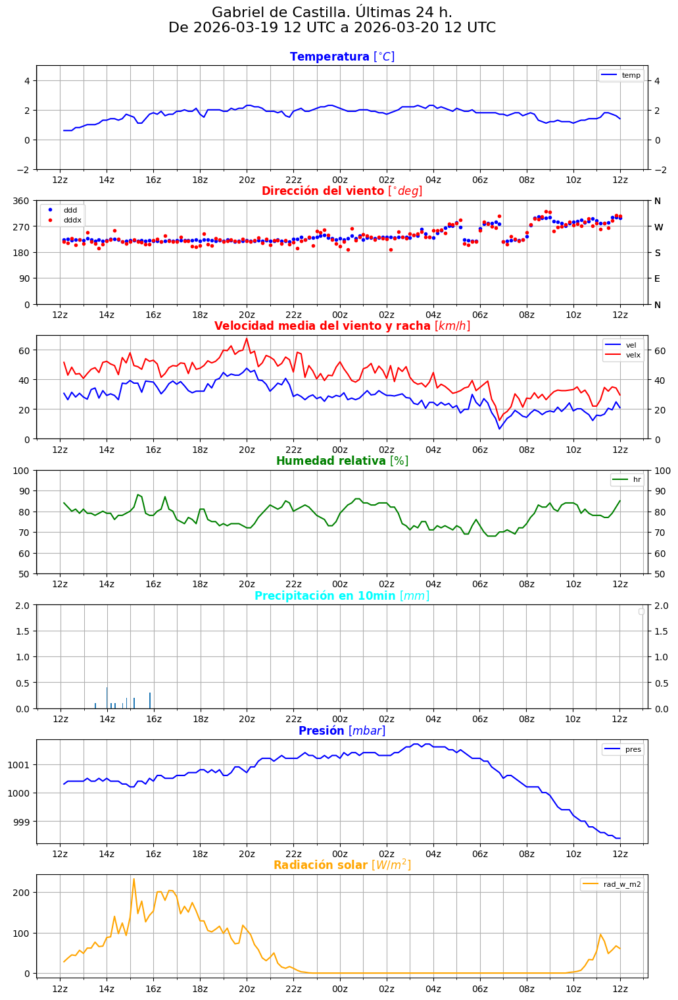 Gabriel de Castilla. Últimas 24 h.
De 2026-03-19 12 UTC a 2026-03-20 12 UTC
Temperatura [°C]
4
2
0
−2
temp
4
2
0
−2
12z 14z 16z 18z 20z 22z 00z 02z 04z 06z 08z 10z 12z
Dirección del viento [°deg]
360
270
180
90
0
ddd
dddx
N
W
S
E
N
12z 14z 16z 18z 20z 22z 00z 02z 04z 06z 08z 10z 12z
Velocidad media del viento y racha [km/h]
60
40
20
0
vel
velx
60
40
20
0
12z 14z 16z 18z 20z 22z 00z 02z 04z 06z 08z 10z 12z
Humedad relativa [%]
100
90
80
70
60
50
hr
100
90
80
70
60
50
12z 14z 16z 18z 20z 22z 00z 02z 04z 06z 08z 10z 12z
Precipitación en 10min [mm]
2.0
1.5
1.0
0.5
0.0
2.0
1.5
1.0
0.5
0.0
12z 14z 16z 18z 20z 22z 00z 02z 04z 06z 08z 10z 12z
Presión [mbar]
1001
1000
999
pres
12z 14z 16z 18z 20z 22z 00z 02z 04z 06z 08z 10z 12z
Radiación solar [W/m²]
200
100
0
rad_w_m2
12z 14z 16z 18z 20z 22z 00z 02z 04z 06z 08z 10z 12z